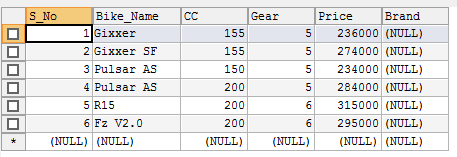 S_No Bike_Name CC Gear Price Brand
1 Gixxer 155 5 236000 (NULL)
2 Gixxer SF 155 5 274000 (NULL)
3 Pulsar AS 150 5 234000 (NULL)
4 Pulsar AS 200 5 284000 (NULL)
5 R15 200 6 315000 (NULL)
6 Fz V2.0 200 6 295000 (NULL)
* (NULL) (NULL) (NULL) (NULL) (NULL) (NULL)